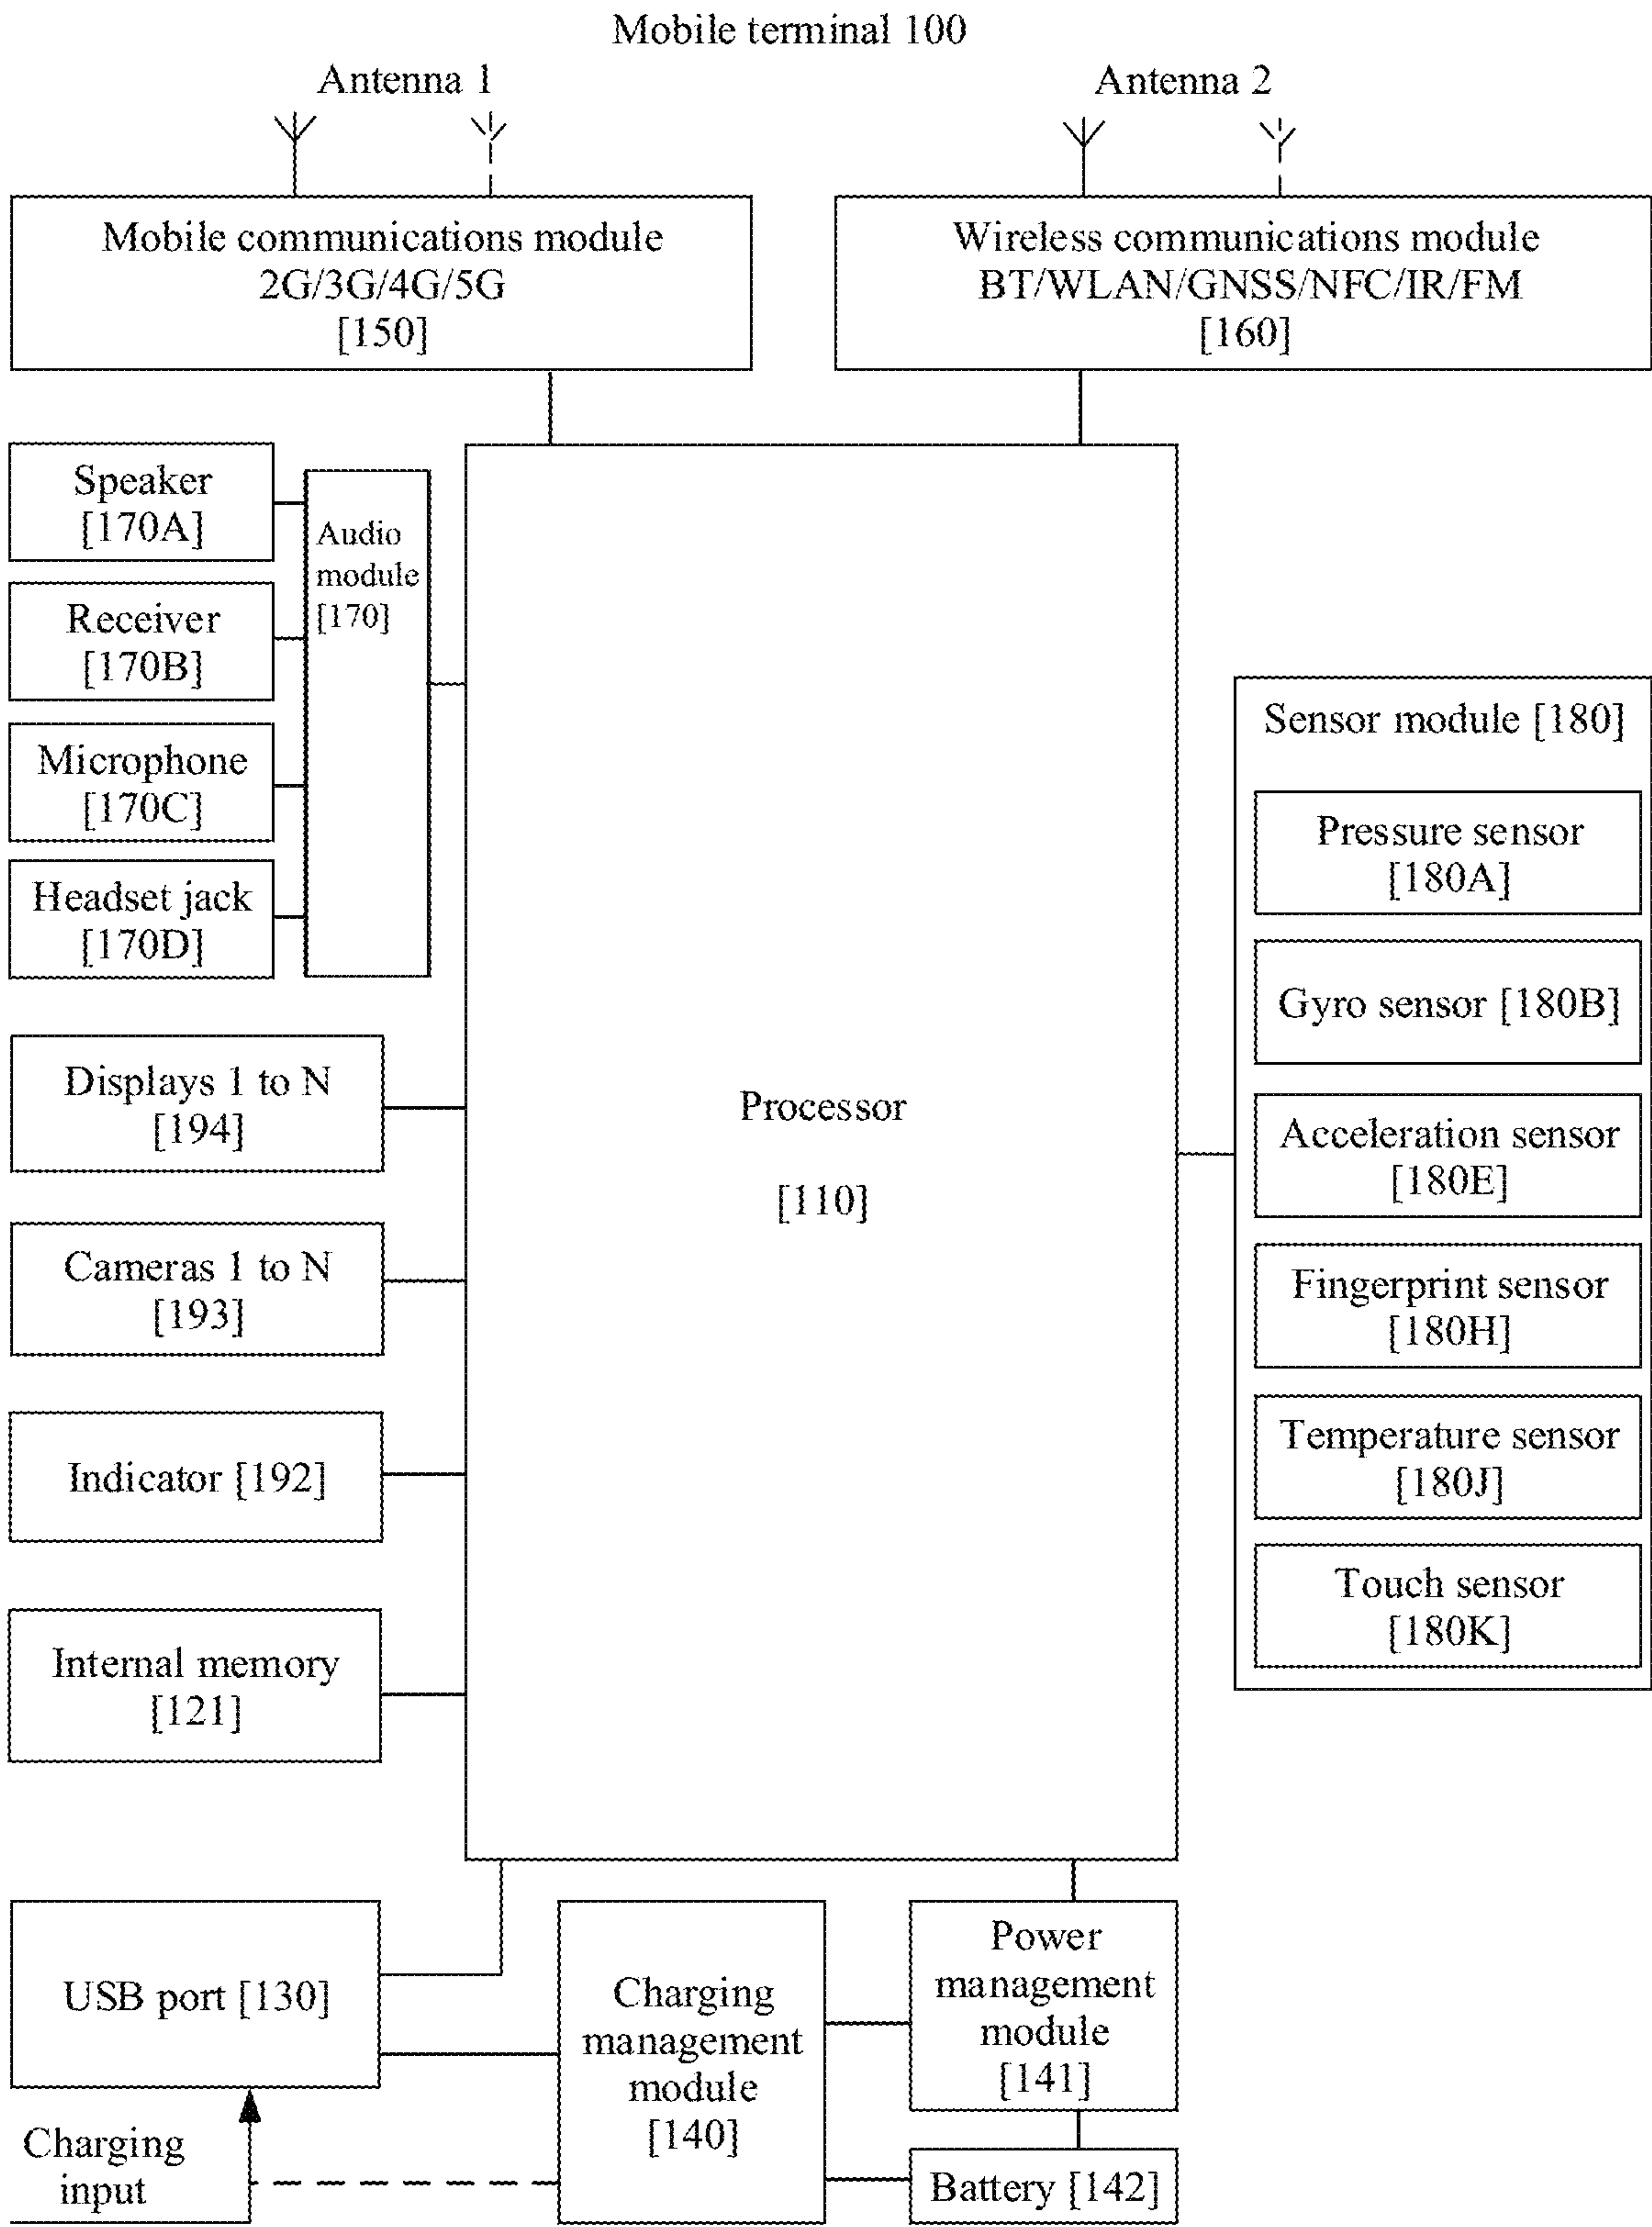 Mobile terminal 100
Antenna 1
Antenna 2
Mobile communications module
2G/3G/4G/5G
[150]
Wireless communications module
BT/WLAN/GNSS/NFC/IR/FM
[160]
Speaker
[170A]
Receiver
[170B]
Microphone
[170C]
Headset jack
[170D]
Audio
module
[170]
Displays 1 to N
[194]
Cameras 1 to N
[193]
Indicator [192]
Internal memory
[121]
Processor
[110]
Sensor module [180]
Pressure sensor
[180A]
Gyro sensor [180B]
Acceleration sensor
[180E]
Fingerprint sensor
[180H]
Temperature sensor
[180J]
Touch sensor
[180K]
USB port [130]
Charging
input
Charging
management
module
[140]
Power
management
module
[141]
Battery [142]